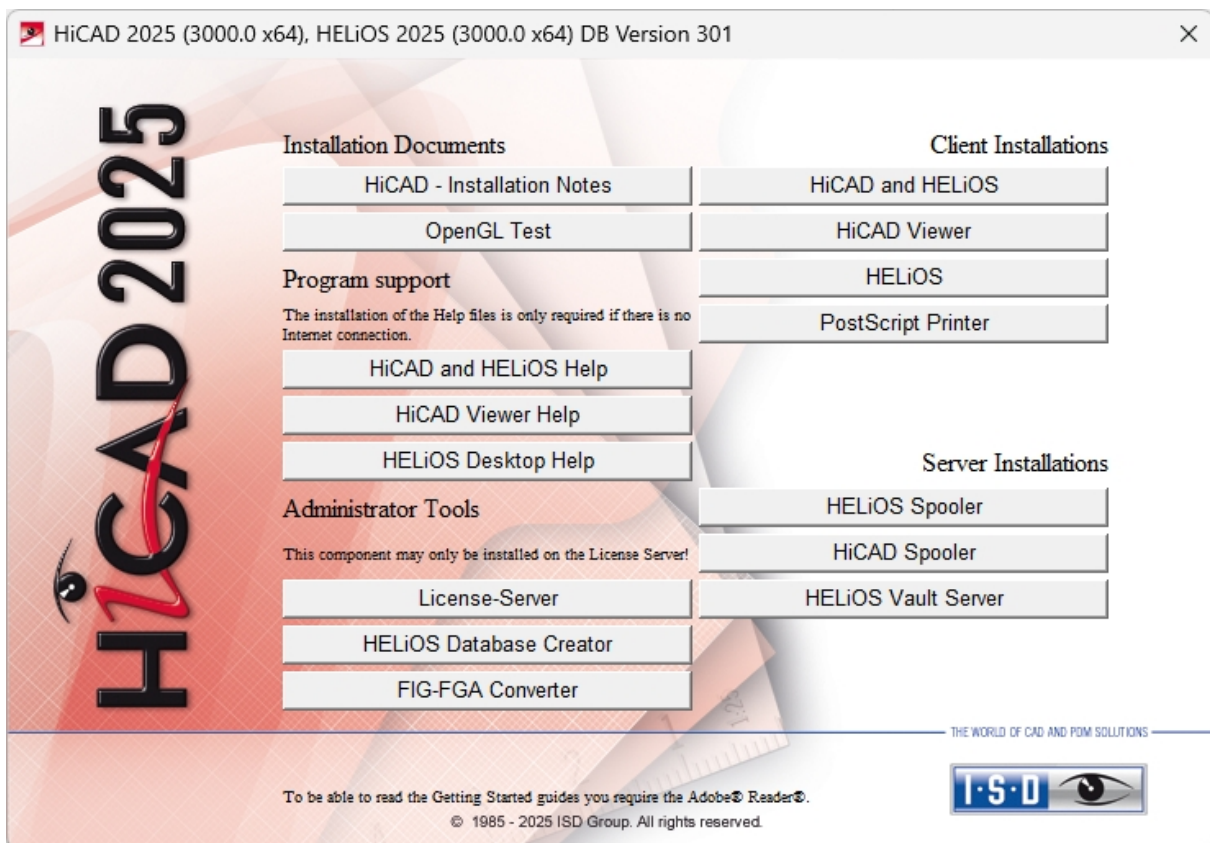 HiCAD 2025 (3000.0 x64), HELiOS 2025 (3000.0 x64) DB Version 301
HiCAD 2025
Installation Documents
HiCAD - Installation Notes
OpenGL Test
Program support
The installation of the Help files is only required if there is no
Internet connection.
HiCAD and HELiOS Help
HiCAD Viewer Help
HELiOS Desktop Help
Administrator Tools
This component may only be installed on the License Server!
License-Server
HELiOS Database Creator
FIG-FGA Converter
Client Installations
HiCAD and HELiOS
HiCAD Viewer
HELiOS
PostScript Printer
Server Installations
HELiOS Spooler
HiCAD Spooler
HELiOS Vault Server
1:25
THE WORLD OF CAD AND PDM SOLUTIONS
I·S·D
To be able to read the Getting Started guides you require the Adobe® Reader®.
© 1985 - 2025 ISD Group. All rights reserved.